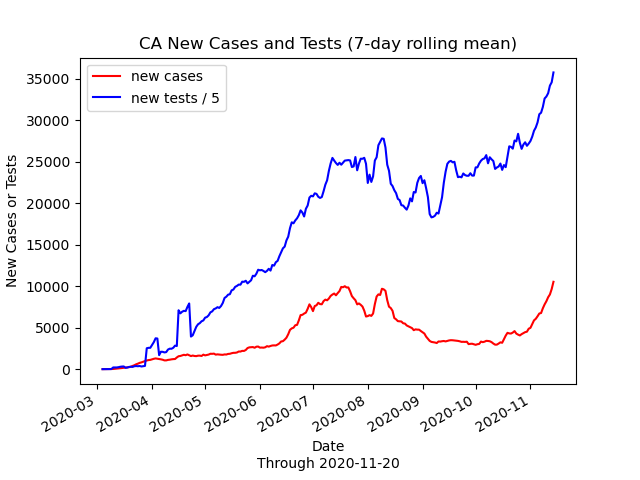 CA New Cases and Tests (7-day rolling mean)
new cases
new tests / 5
35000
30000
25000
20000
15000
10000
5000
0
New Cases or Tests
2020-03
2020-04
2020-05
2020-06
2020-07
2020-08
2020-09
2020-10
2020-11
Date
Through 2020-11-20